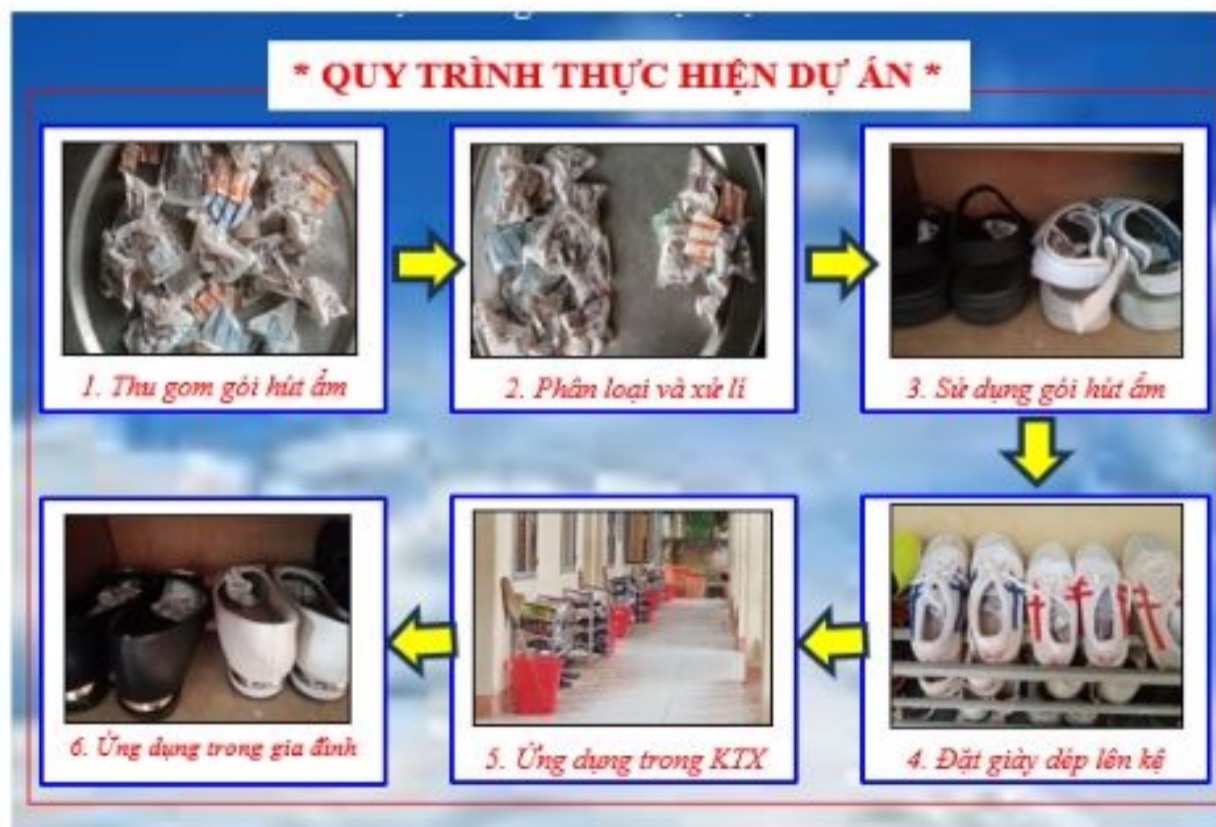 * QUY TRÌNH THỰC HIỆN DỰ ÁN *
1. Thu gom gói hút ẩm
2. Phân loại và xử lí
3. Sử dụng gói hút ẩm
4. Đặt giày dép lên kệ
5. Ứng dụng trong KTX
6. Ứng dụng trong gia đình